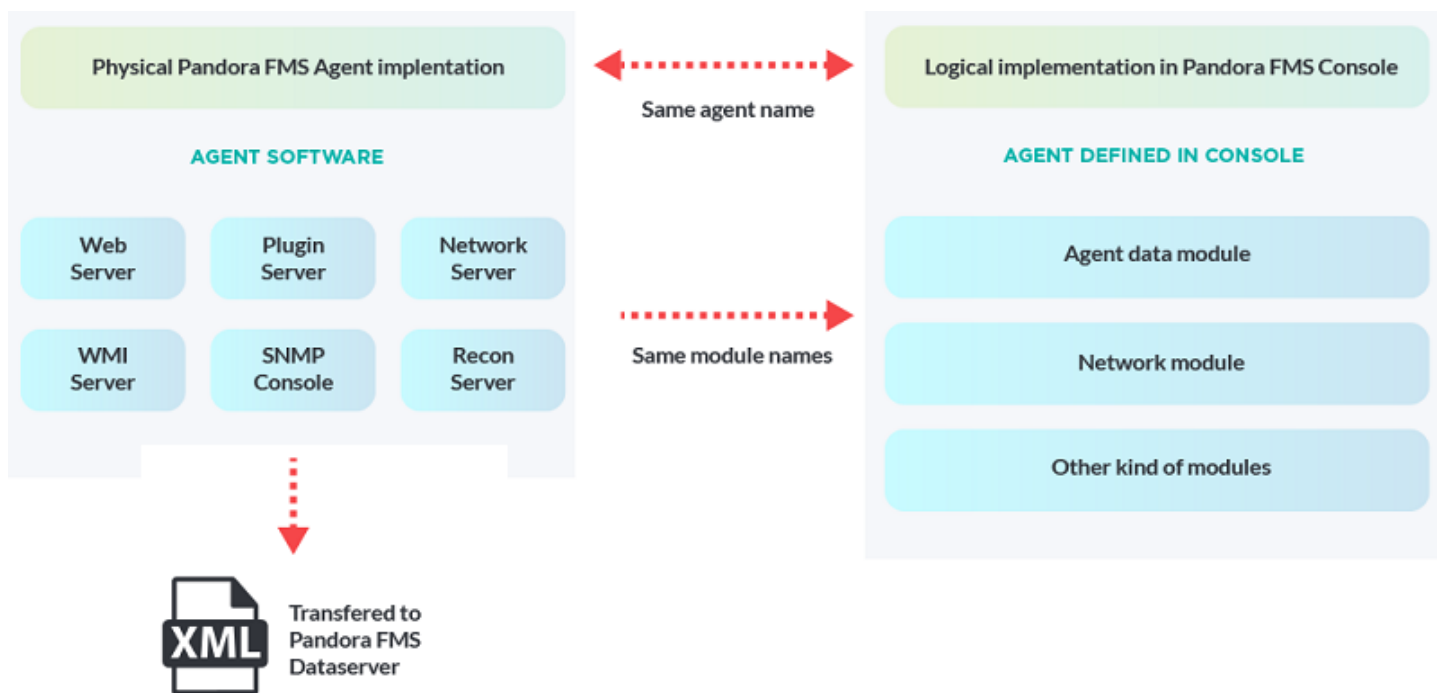 Physical Pandora FMS Agent implentation
Same agent name
Logical implementation in Pandora FMS Console
AGENT SOFTWARE
AGENT DEFINED IN CONSOLE
Web
Server
Plugin
Server
Network
Server
WMI
Server
SNMP
Console
Recon
Server
Same module names
Agent data module
Network module
Other kind of modules
XML
Transfered to
Pandora FMS
Dataserver